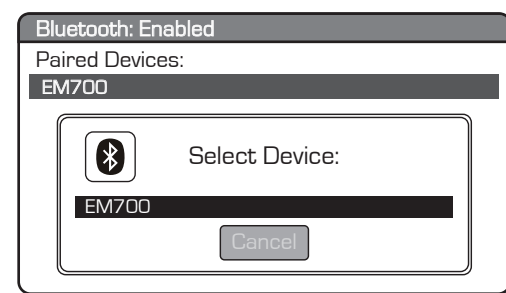 Bluetooth: Enabled
Paired Devices:
EM700
Select Device:
EM700
Cancel